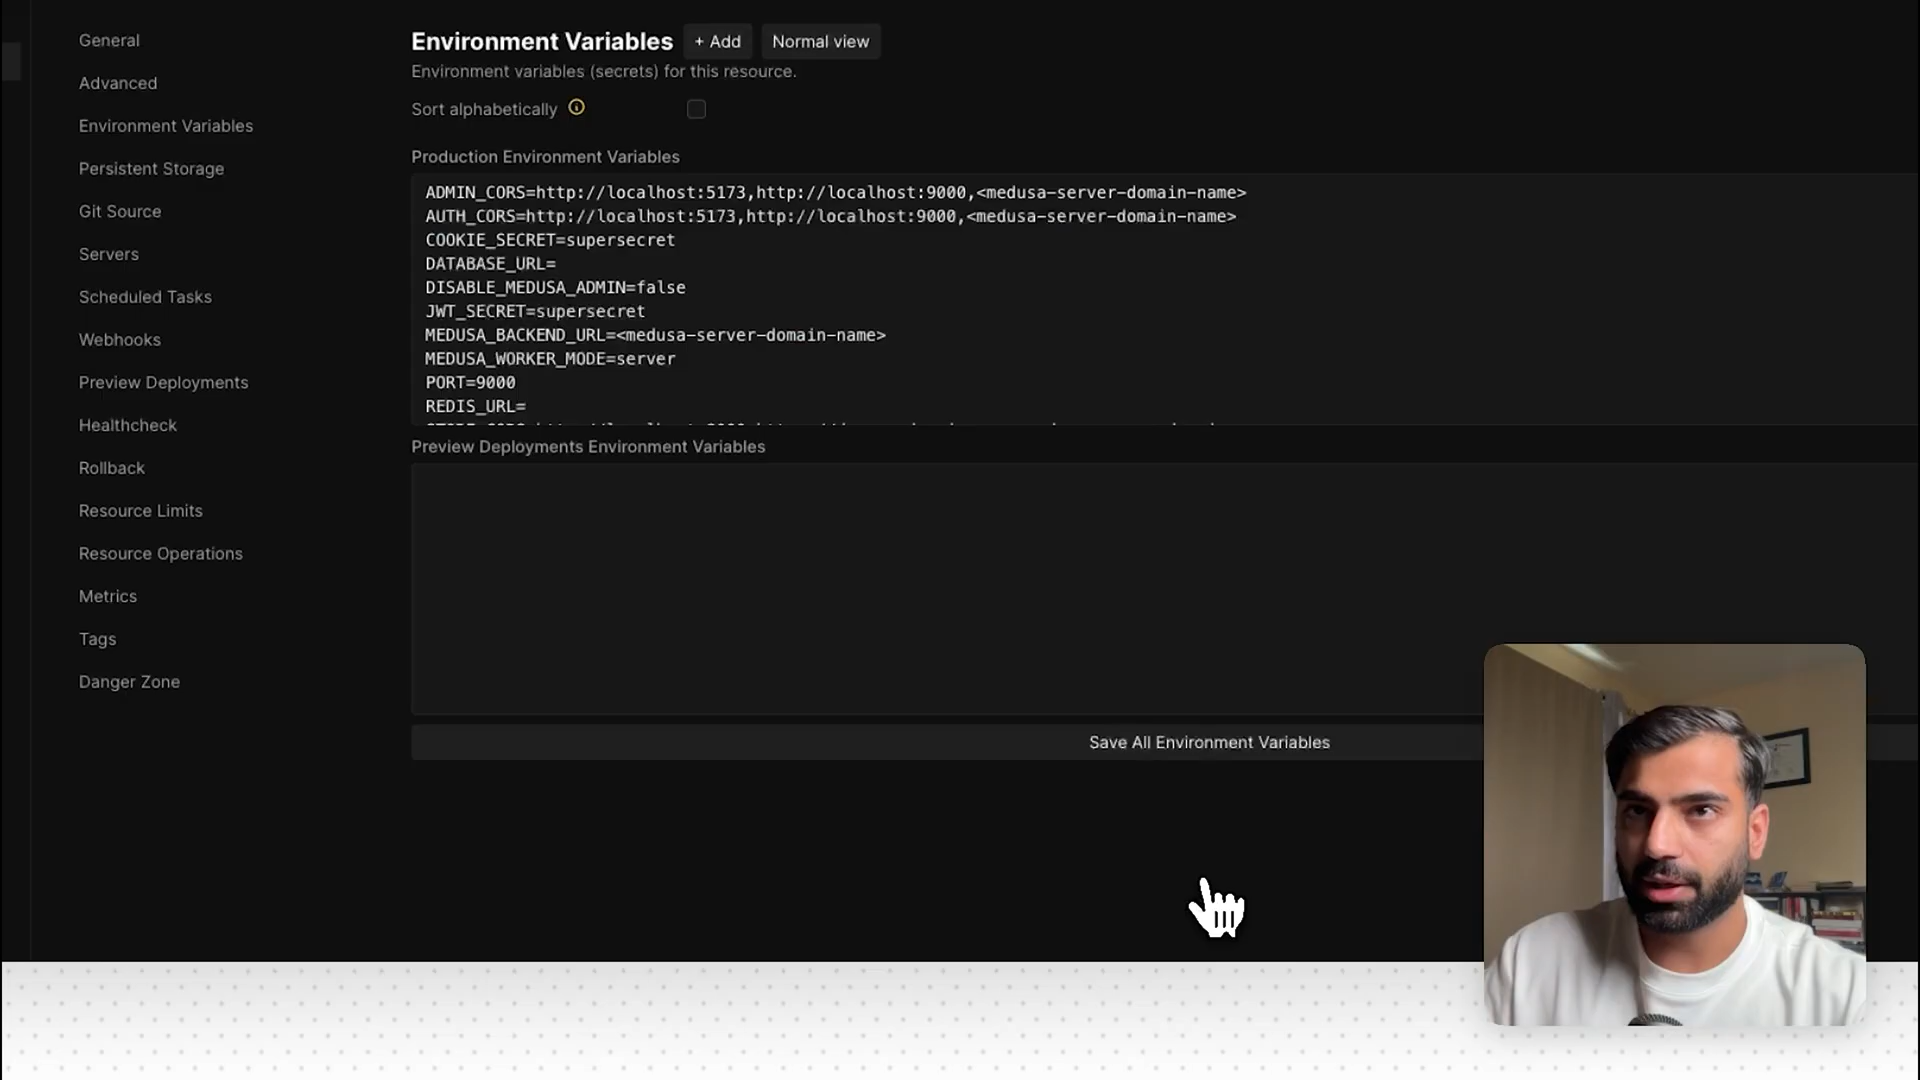 General
Advanced
Environment Variables
Persistent Storage
Git Source
Servers
Scheduled Tasks
Webhooks
Preview Deployments
Healthcheck
Rollback
Resource Limits
Resource Operations
Metrics
Tags
Danger Zone
Environment Variables + Add Normal view
Environment variables (secrets) for this resource.
Sort alphabetically
Production Environment Variables
ADMIN_CORS=http://localhost:5173,http://localhost:9000,<medusa-server-domain-name>
AUTH_CORS=http://localhost:5173,http://localhost:9000,<medusa-server-domain-name>
COOKIE_SECRET=supersecret
DATABASE_URL=
DISABLE_MEDUSA_ADMIN=false
JWT_SECRET=supersecret
MEDUSA_BACKEND_URL=<medusa-server-domain-name>
MEDUSA_WORKER_MODE=server
PORT=9000
REDIS_URL=
Preview Deployments Environment Variables
Save All Environment Variables